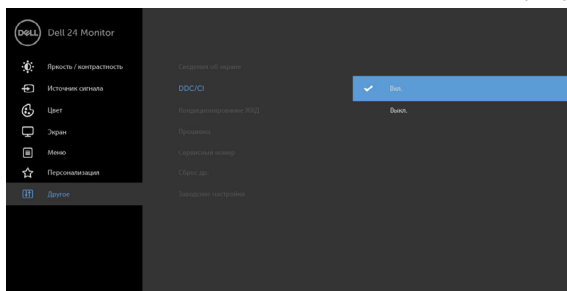 DELL
Dell 24 Monitor
Яркость / контрастность
Источник сигнала
Цвет
Экран
Меню
Персонализация
Другое
Сведения об экране
DDC/CI
Кондиционирование ЖКД
Прошивка
Сервисный номер
Сброс др.
Заводские настройки
Вкл.
Выкл.